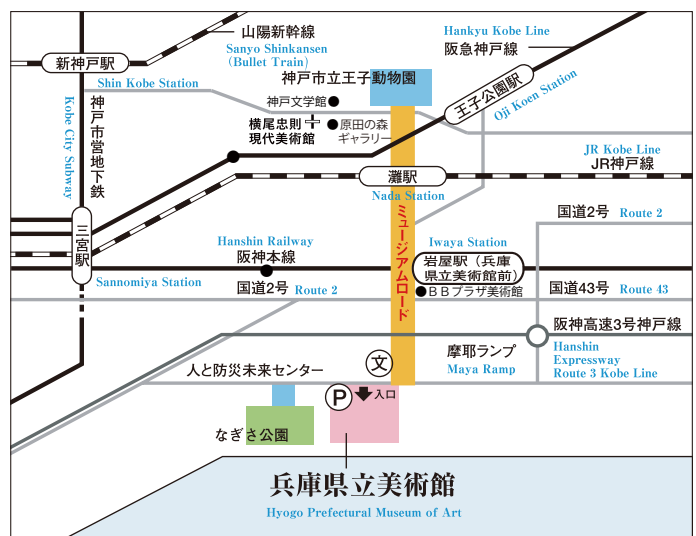 山陽新幹線
Sanyo Shinkansen
(Bullet Train)
Hankyu Kobe Line
阪急神戸線
新神戸駅
Shin Kobe Station
神戸市立王子動物園
王子公園駅
Oji Koen Station
神戸文学館
横尾忠則
現代美術館
原田の森
ギャラリー
神戸市営地下鉄
Kobe City Subway
JR Kobe Line
JR神戸線
灘駅
Nada Station
ミュージアムロード
国道2号 Route 2
三宮駅
Sannomiya Station
Hanshin Railway
阪神本線
Iwaya Station
岩屋駅（兵庫
県立美術館前）
BBプラザ美術館
国道2号 Route 2
国道43号 Route 43
阪神高速3号神戸線
Hanshin
Expressway
Route 3 Kobe Line
摩耶ランプ
Maya Ramp
文
人と防災未来センター
P
入口
なぎさ公園
兵庫県立美術館
Hyogo Prefectural Museum of Art